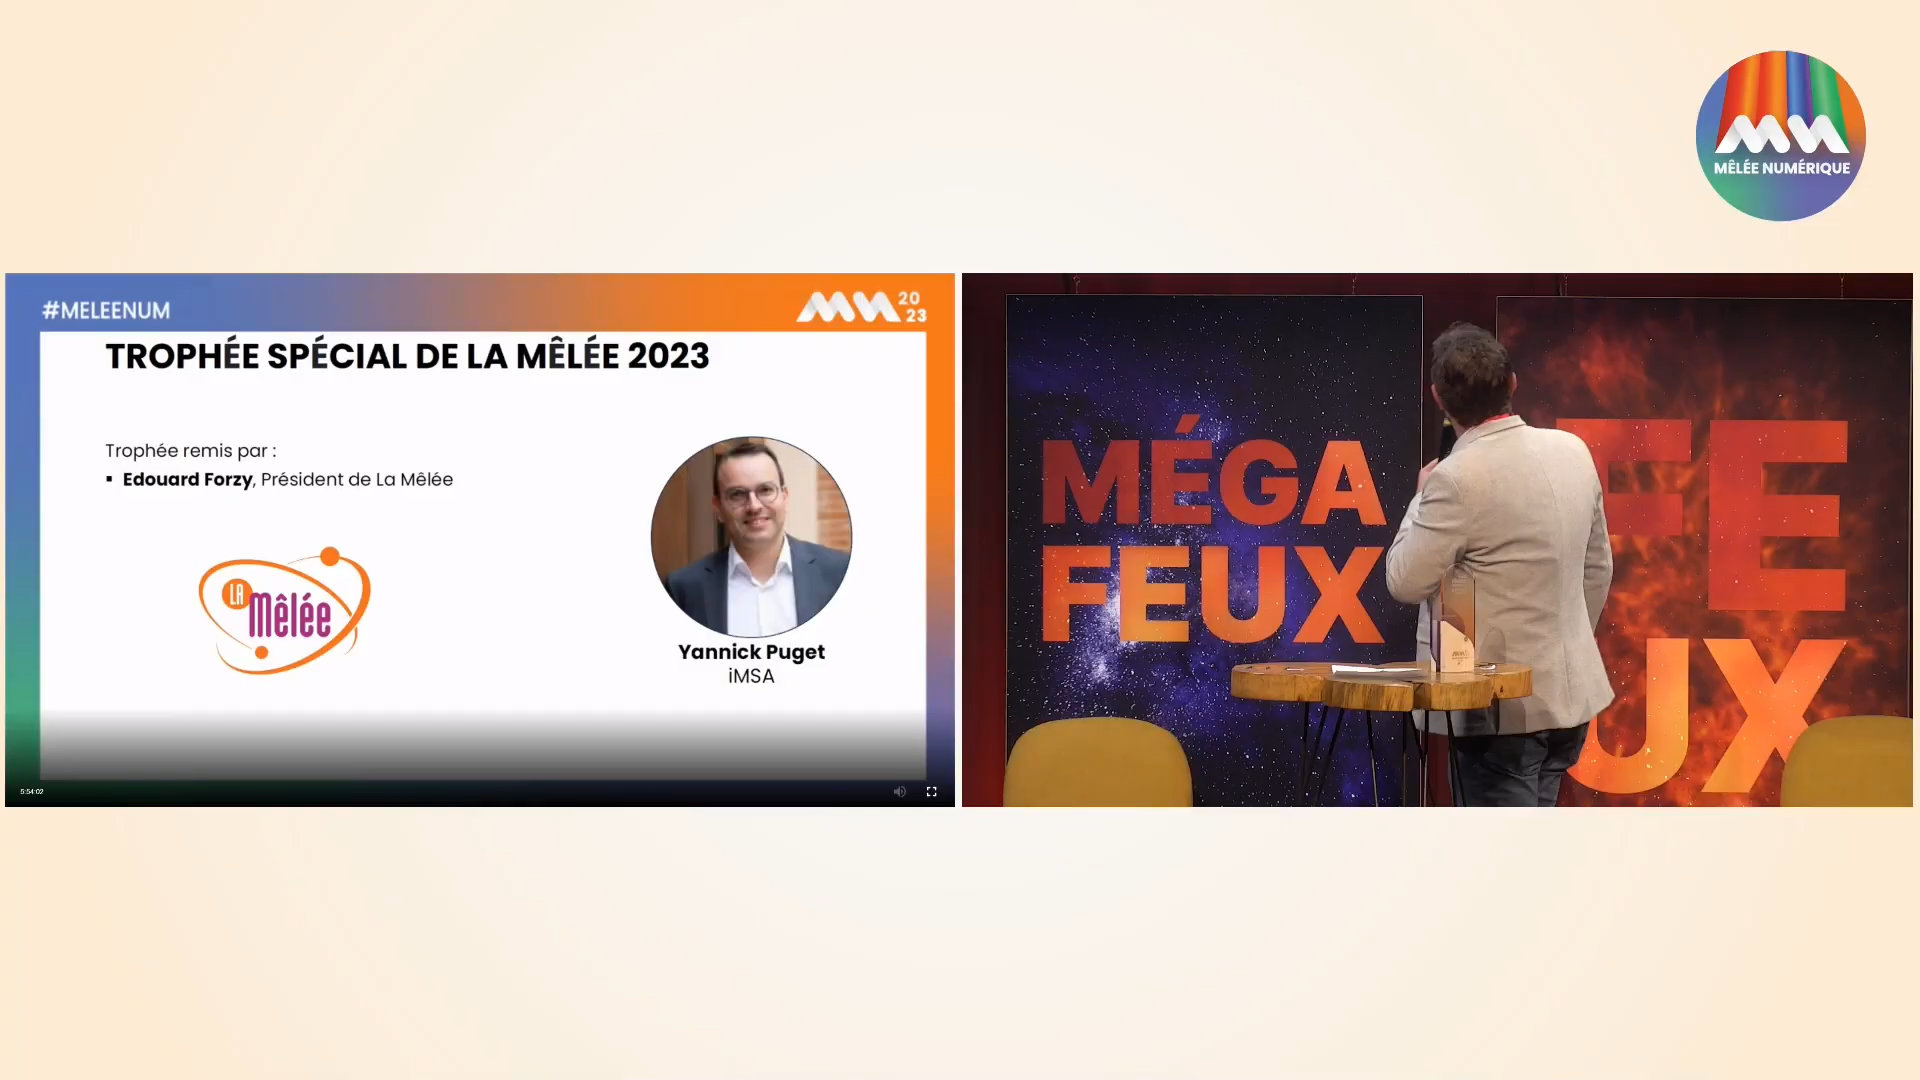 MÊLÉE NUMÉRIQUE
#MELEENUM
20
23
TROPHÉE SPÉCIAL DE LA MÊLÉE 2023
Trophée remis par :
▪ Edouard Forzy, Président de La Mêlée
LA
Mêlée
Yannick Puget
iMSA
5:54:02
MÉGA
FEUX
FE
UX